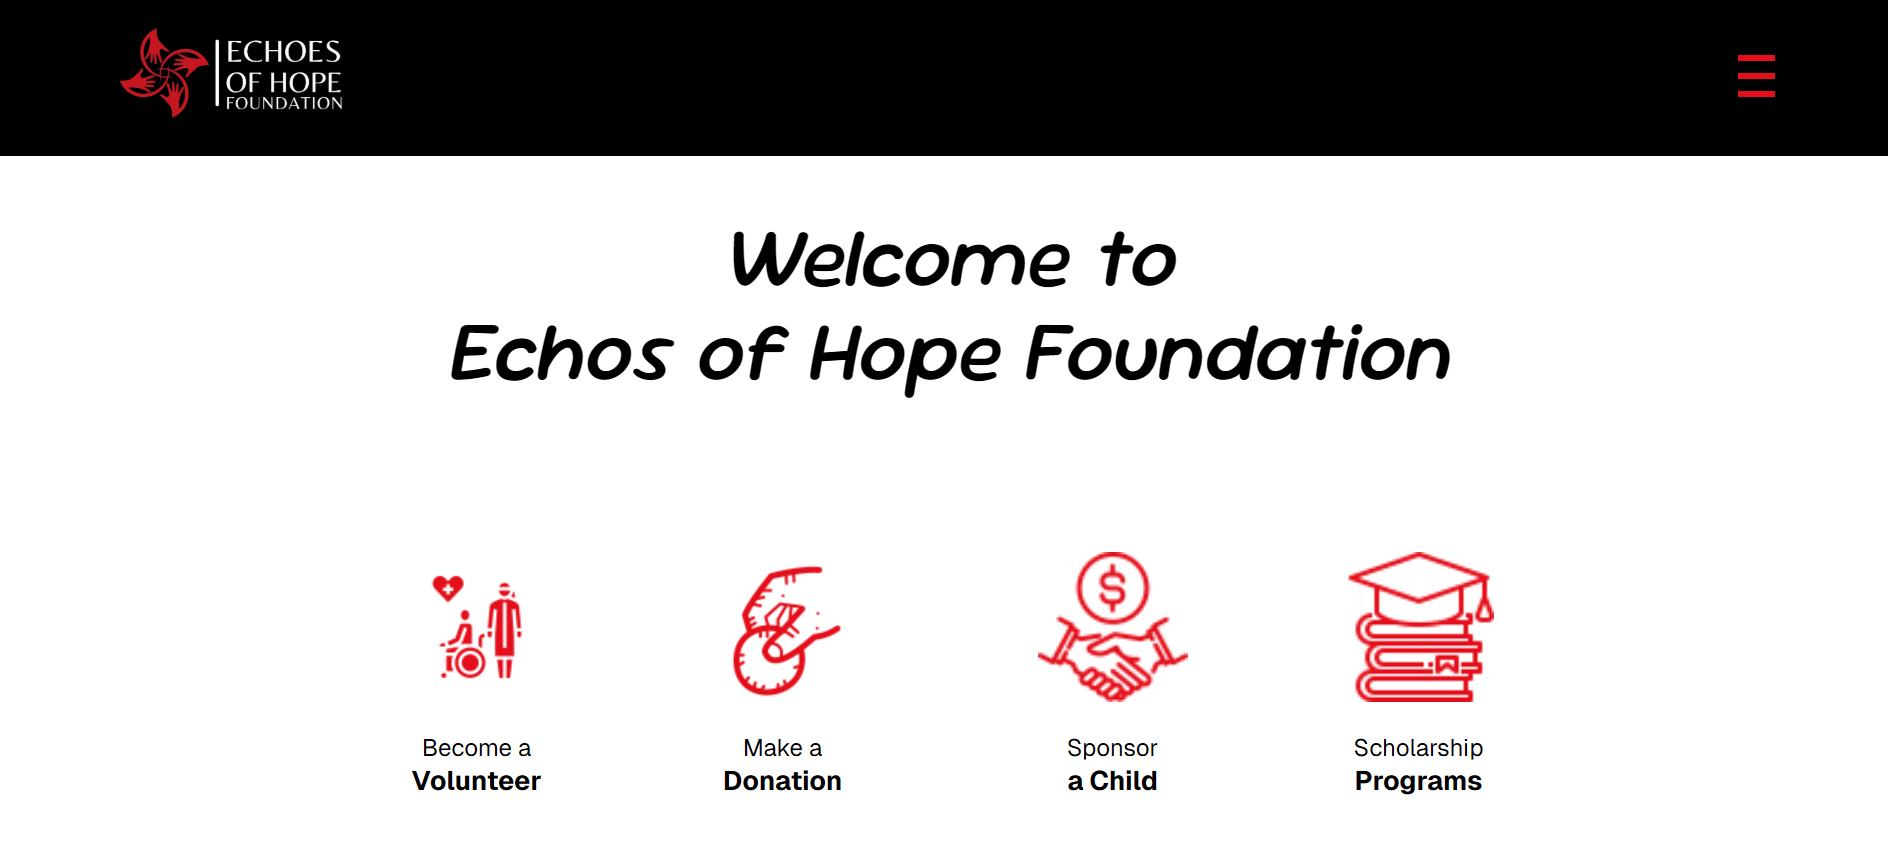 ECHOES
OF HOPE
FOUNDATION
Welcome to
Echos of Hope Foundation
$
Become a
Volunteer
Make a
Donation
Sponsor
a Child
Scholarship
Programs